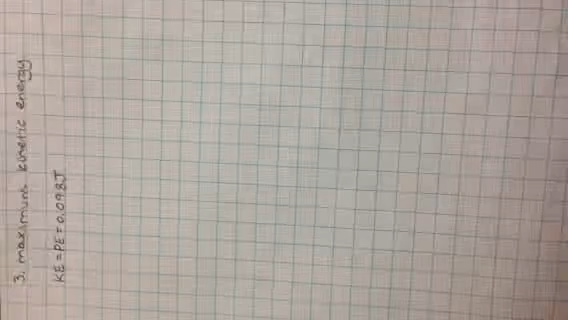 3. maximum kinetic energy
KE = PE = 0.098J